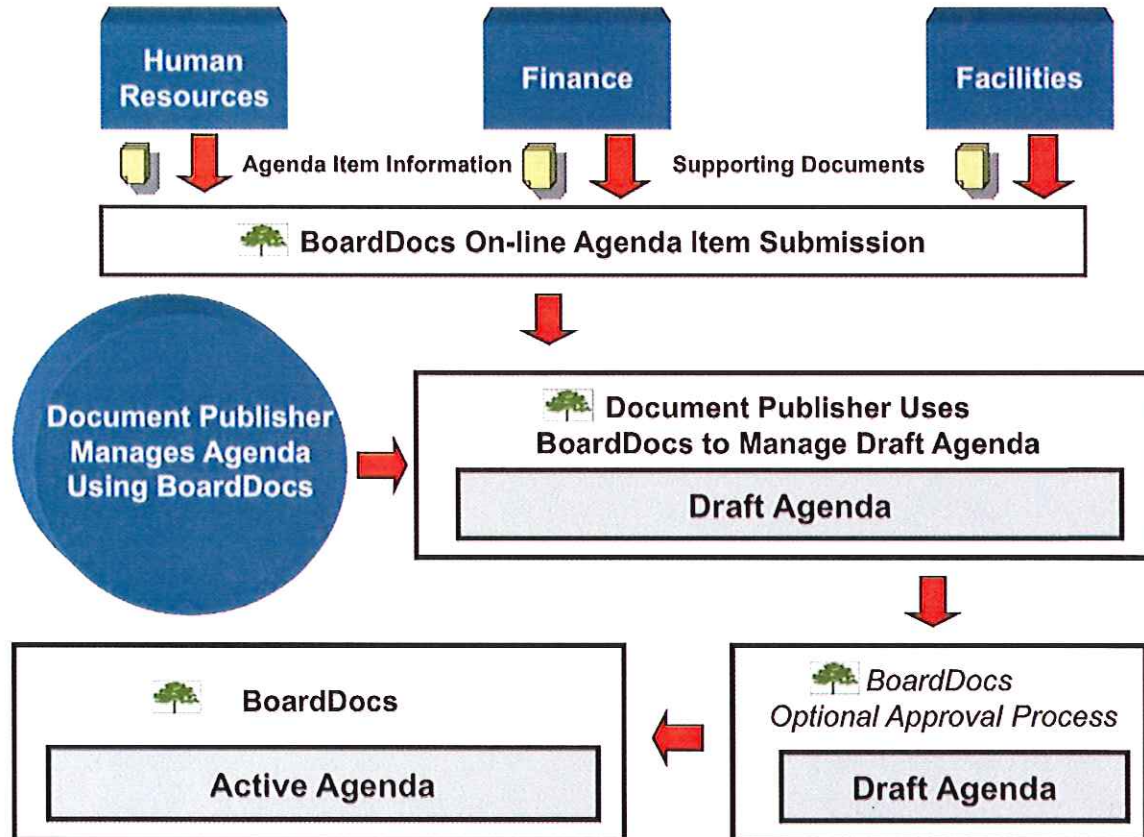 Human
Resources
Finance
Facilities
Agenda Item Information
Supporting Documents
BoardDocs On-line Agenda Item Submission
Document Publisher
Manages Agenda
Using BoardDocs
Document Publisher Uses
BoardDocs to Manage Draft Agenda
Draft Agenda
BoardDocs
Active Agenda
BoardDocs
Optional Approval Process
Draft Agenda